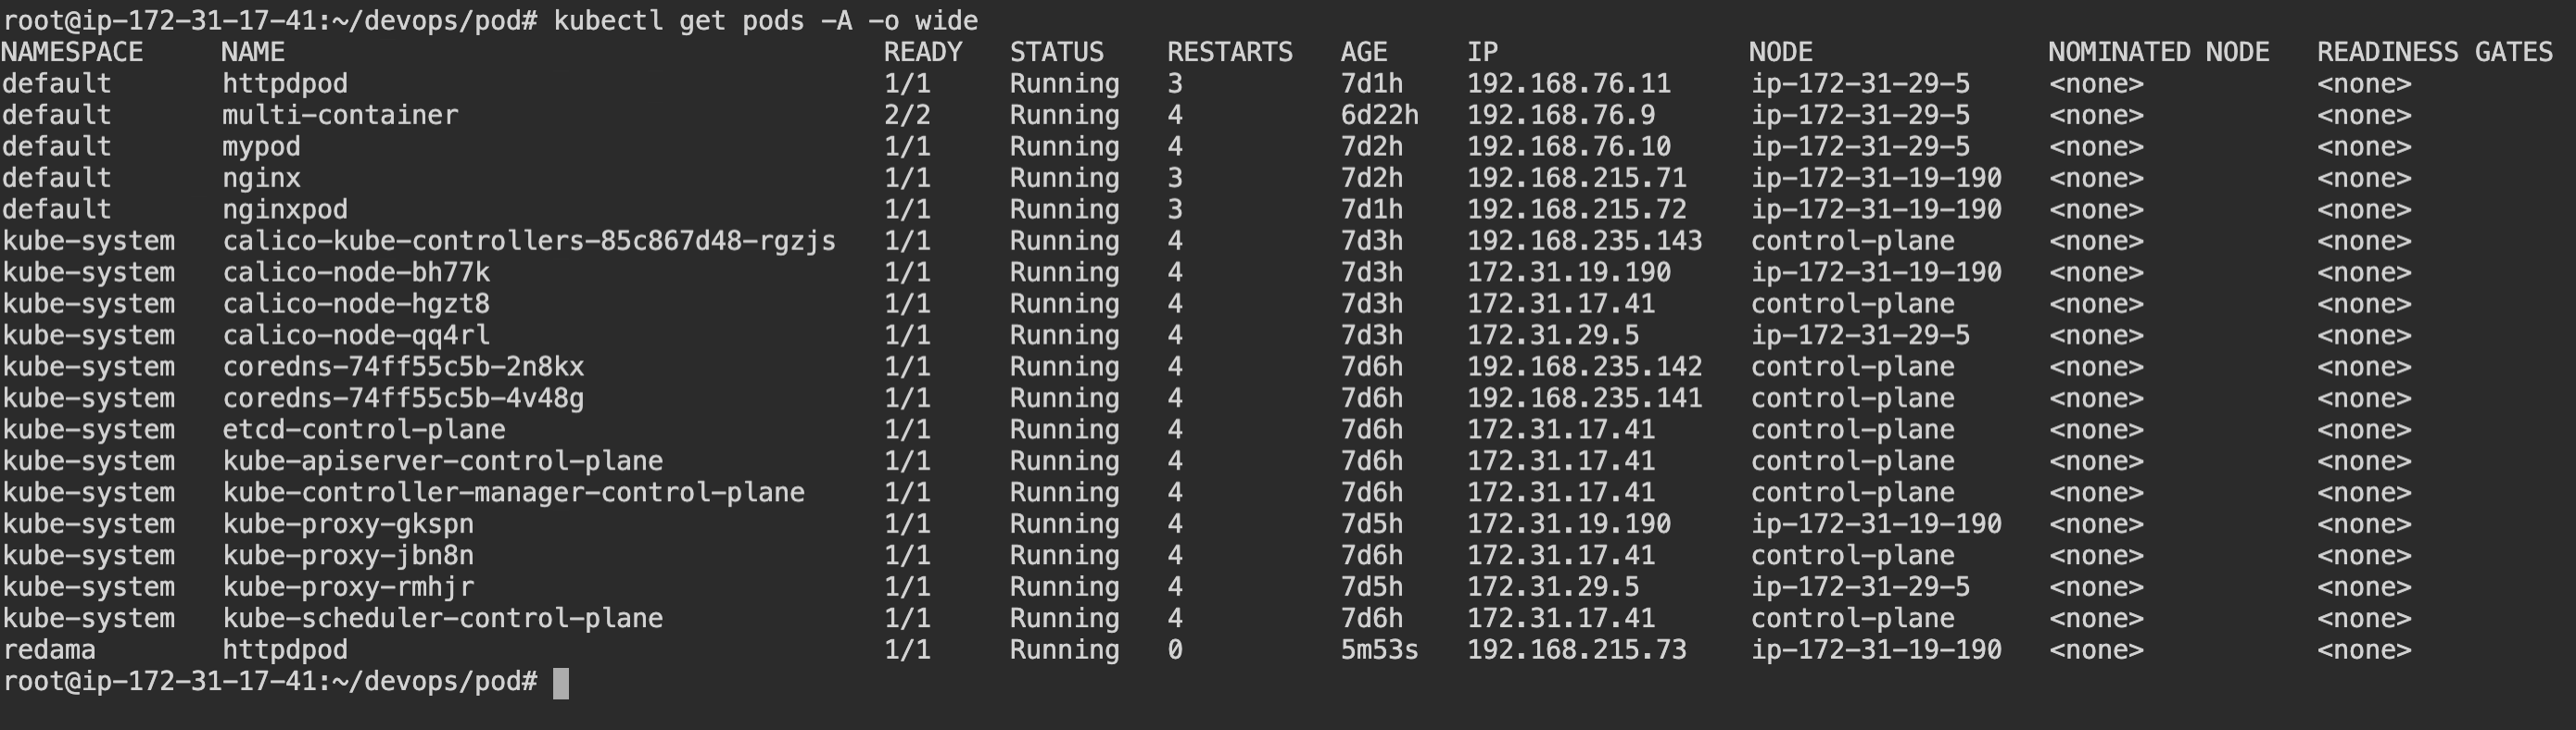 root@ip-172-31-17-41:~/devops/pod# kubectl get pods -A -o wide
NAMESPACE     NAME                                      READY   STATUS    RESTARTS   AGE     IP                NODE               NOMINATED NODE   READINESS GATES
default       httpdpod                                  1/1     Running   3          7d1h    192.168.76.11     ip-172-31-29-5     <none>           <none>
default       multi-container                           2/2     Running   4          6d22h   192.168.76.9      ip-172-31-29-5     <none>           <none>
default       mypod                                     1/1     Running   4          7d2h    192.168.76.10     ip-172-31-29-5     <none>           <none>
default       nginx                                     1/1     Running   3          7d2h    192.168.215.71    ip-172-31-19-190   <none>           <none>
default       nginxpod                                  1/1     Running   3          7d1h    192.168.215.72    ip-172-31-19-190   <none>           <none>
kube-system   calico-kube-controllers-85c867d48-rgzjs   1/1     Running   4          7d3h    192.168.235.143   control-plane      <none>           <none>
kube-system   calico-node-bh77k                         1/1     Running   4          7d3h    172.31.19.190     ip-172-31-19-190   <none>           <none>
kube-system   calico-node-hgzt8                         1/1     Running   4          7d3h    172.31.17.41      control-plane      <none>           <none>
kube-system   calico-node-qq4rl                         1/1     Running   4          7d3h    172.31.29.5       ip-172-31-29-5     <none>           <none>
kube-system   coredns-74ff55c5b-2n8kx                   1/1     Running   4          7d6h    192.168.235.142   control-plane      <none>           <none>
kube-system   coredns-74ff55c5b-4v48g                   1/1     Running   4          7d6h    192.168.235.141   control-plane      <none>           <none>
kube-system   etcd-control-plane                        1/1     Running   4          7d6h    172.31.17.41      control-plane      <none>           <none>
kube-system   kube-apiserver-control-plane              1/1     Running   4          7d6h    172.31.17.41      control-plane      <none>           <none>
kube-system   kube-controller-manager-control-plane     1/1     Running   4          7d6h    172.31.17.41      control-plane      <none>           <none>
kube-system   kube-proxy-gkspn                          1/1     Running   4          7d5h    172.31.19.190     ip-172-31-19-190   <none>           <none>
kube-system   kube-proxy-jbn8n                          1/1     Running   4          7d6h    172.31.17.41      control-plane      <none>           <none>
kube-system   kube-proxy-rmhjr                          1/1     Running   4          7d5h    172.31.29.5       ip-172-31-29-5     <none>           <none>
kube-system   kube-scheduler-control-plane              1/1     Running   4          7d6h    172.31.17.41      control-plane      <none>           <none>
redama        httpdpod                                  1/1     Running   0          5m53s   192.168.215.73    ip-172-31-19-190   <none>           <none>
root@ip-172-31-17-41:~/devops/pod#